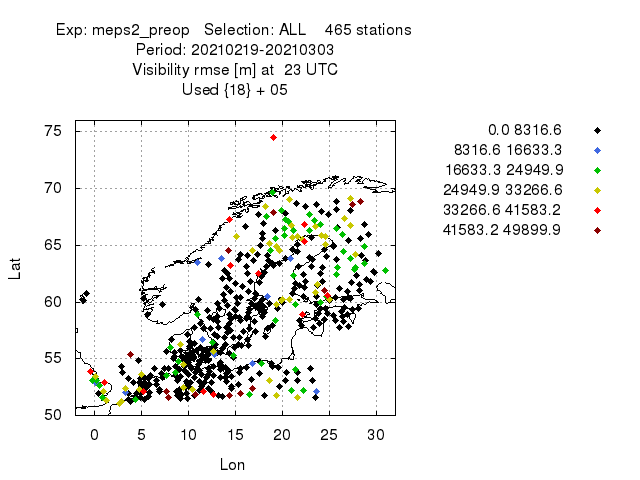 Exp: meps2_preop   Selection: ALL    465 stations
Period: 20210219-20210303
Visibility rmse [m] at  23 UTC
Used {18} + 05
0.0 8316.6
8316.6 16633.3
16633.3 24949.9
24949.9 33266.6
33266.6 41583.2
41583.2 49899.9
75
70
65
60
55
50
Lat
0 5 10 15 20 25 30
Lon